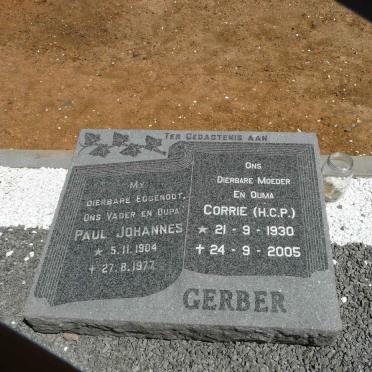 TER GEDAGTENIS AAN
MY
DIERBARE EGGENOOT,
ONS VADER EN OUPA
PAUL JOHANNES
★ 5.11.1904
✝ 27.8.1977
ONS
DIERBARE MOEDER
EN OUMA
CORRIE (H.C.P.)
★ 21 - 9 - 1930
✝ 24 - 9 - 2005
GERBER